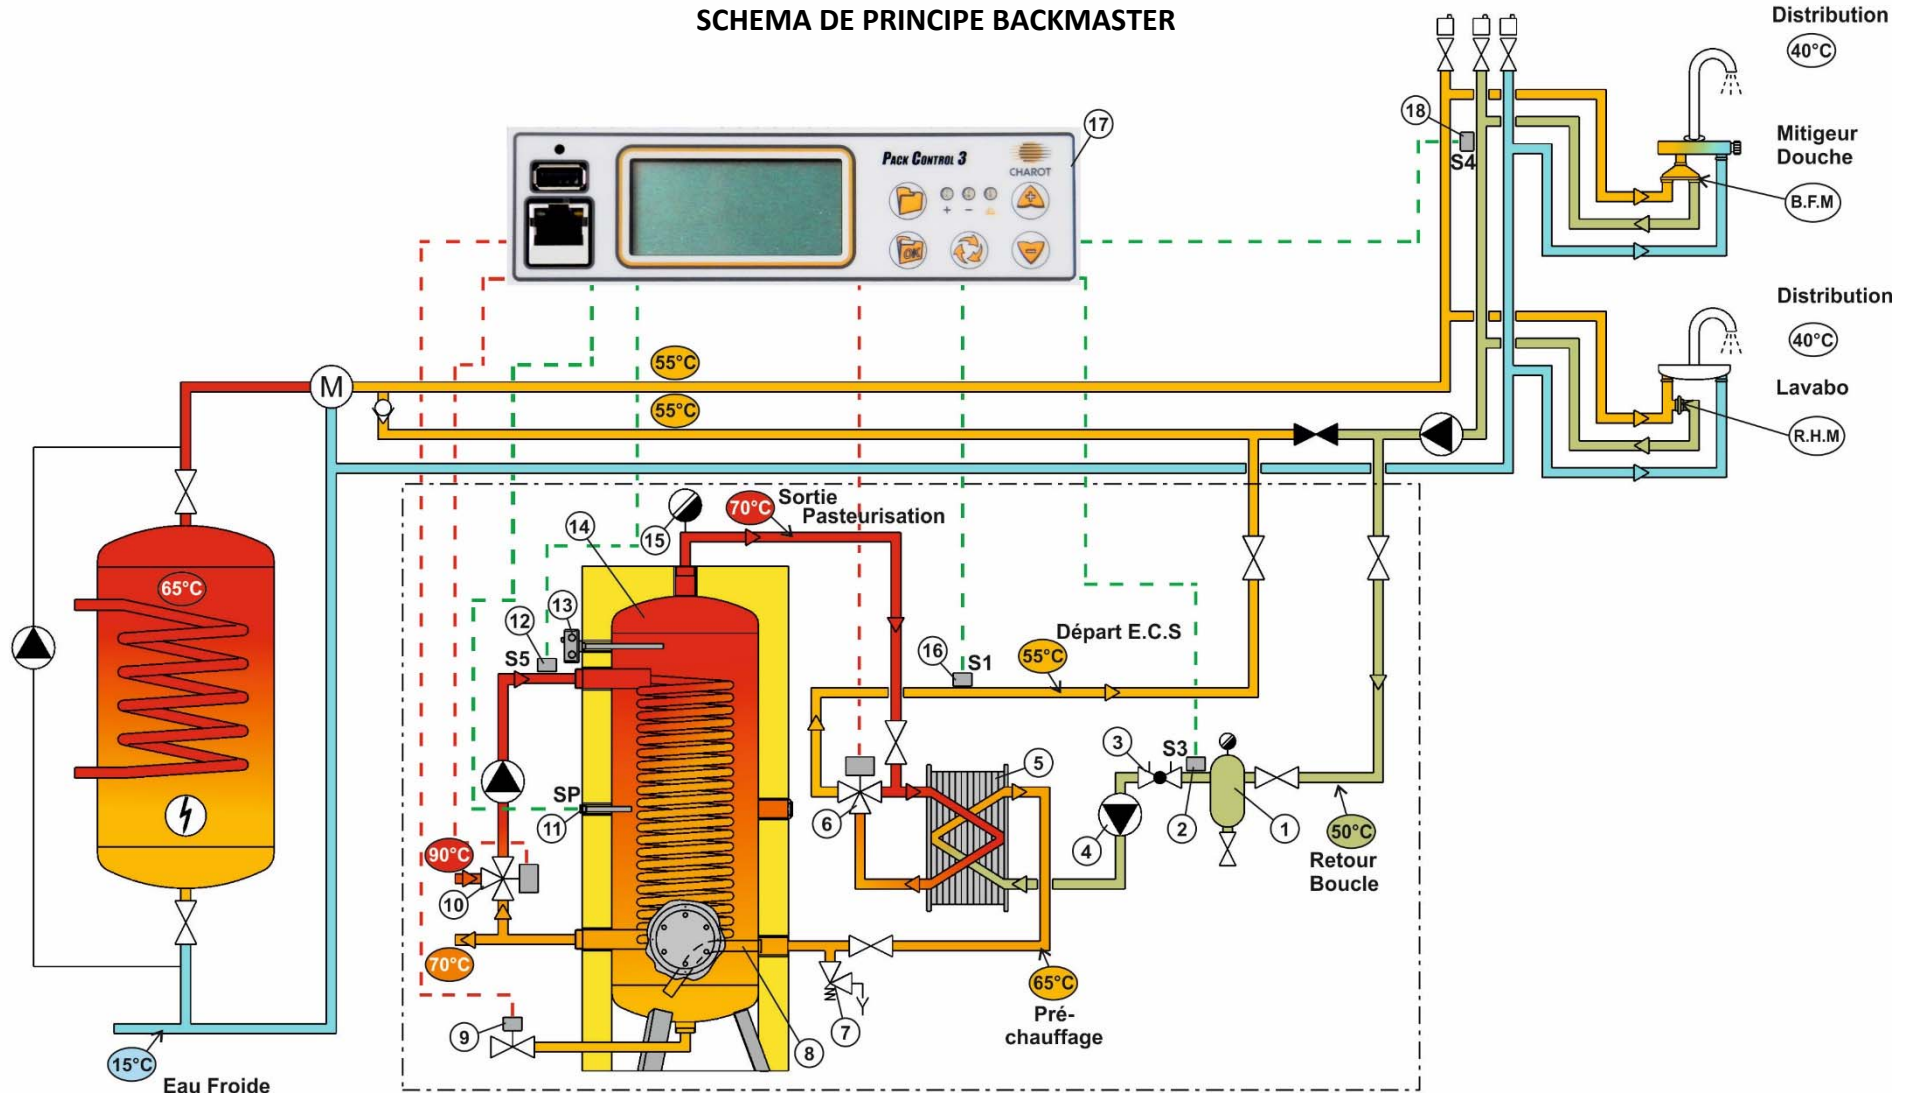 SCHEMA DE PRINCIPE BACKMASTER
Distribution
40°C
Mitigeur
Douche
B.F.M
18
S4
17
PACK CONTROL 3
CHAROT
+
−
OK
Distribution
40°C
Lavabo
R.H.M
55°C
M
55°C
65°C
70°C
Sortie
Pasteurisation
14
15
13
12
S5
16
S1
55°C
Départ E.C.S
3
S3
5
SP
11
6
4
2
1
50°C
Retour
Boucle
90°C
10
70°C
65°C
Pré-
chauffage
9
7
8
15°C
Eau Froide